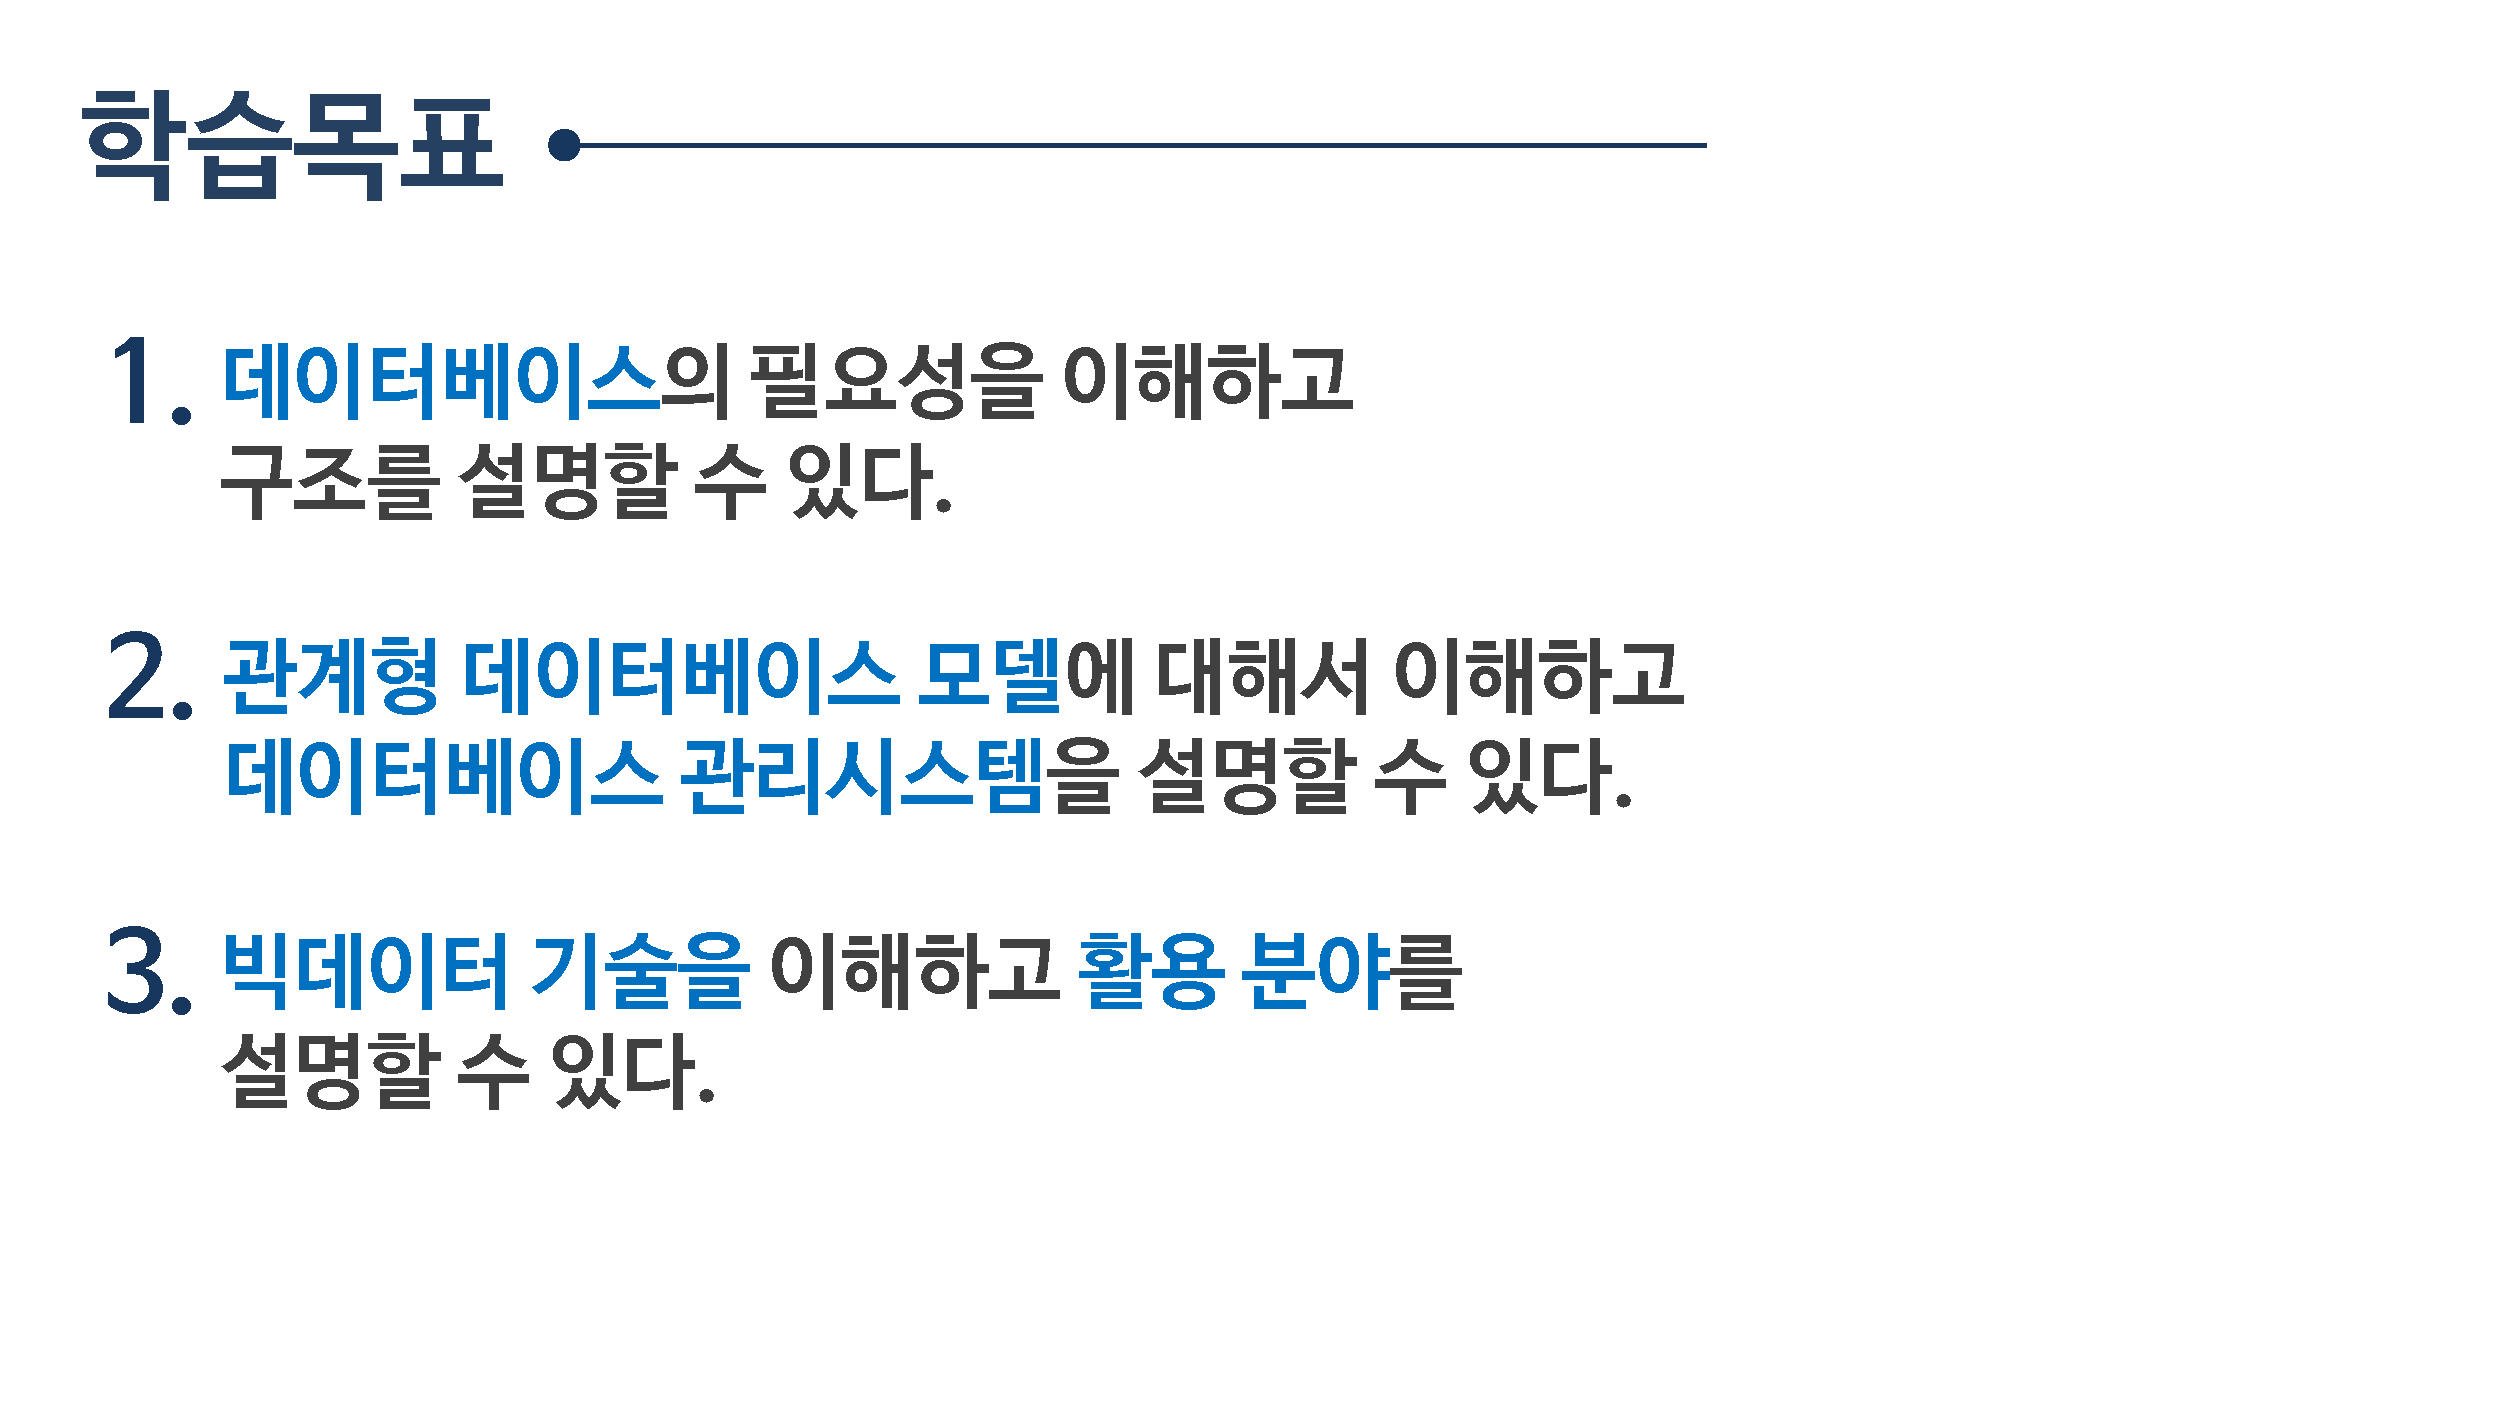 학습목표
1. 데이터베이스의 필요성을 이해하고
구조를 설명할 수 있다.
2. 관계형 데이터베이스 모델에 대해서 이해하고
데이터베이스 관리시스템을 설명할 수 있다.
3. 빅데이터 기술을 이해하고 활용 분야를
설명할 수 있다.